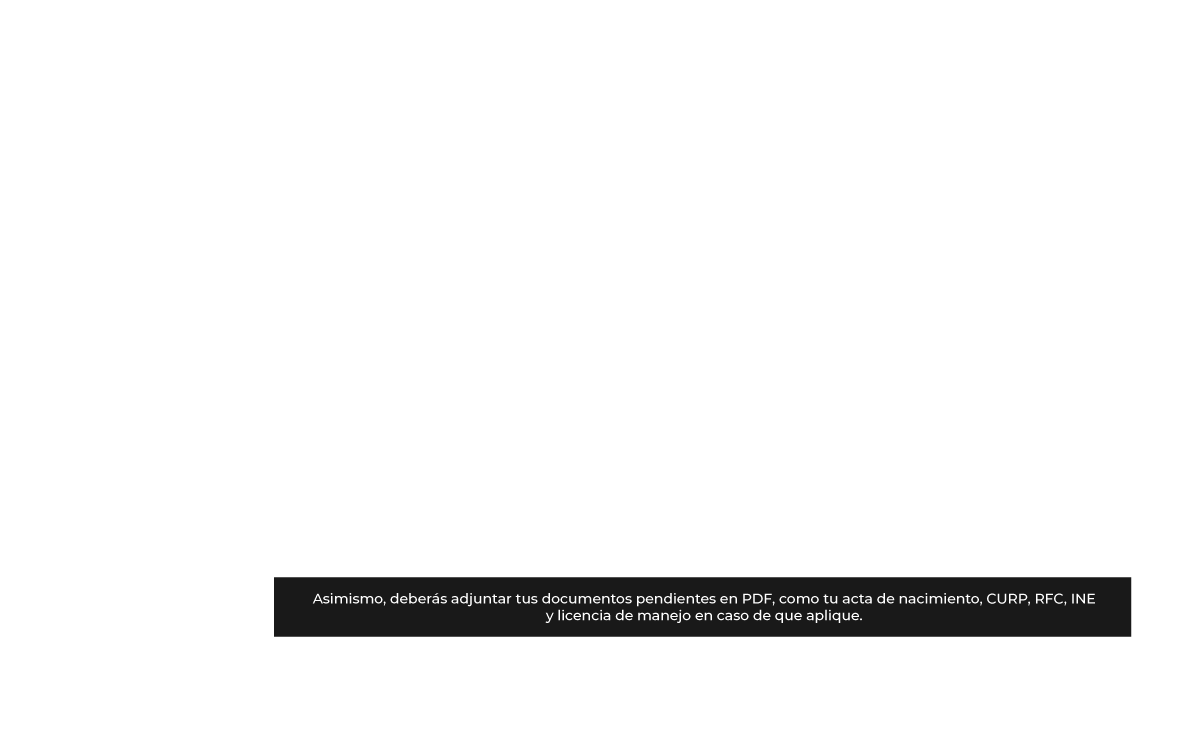 Asimismo, deberás adjuntar tus documentos pendientes en PDF, como tu acta de nacimiento, CURP, RFC, INE
y licencia de manejo en caso de que aplique.